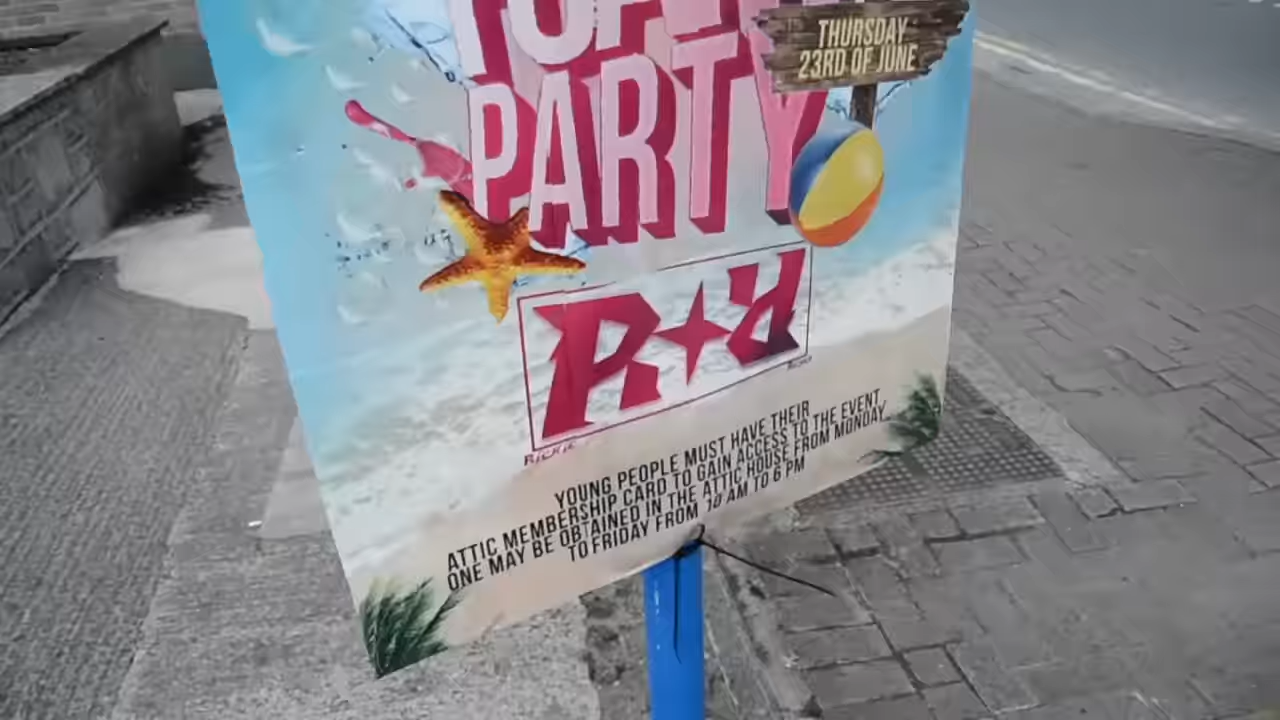 PARTY
THURSDAY
23RD OF JUNE
R+d
RICHIE
YOUNG PEOPLE MUST HAVE THEIR
ATTIC MEMBERSHIP CARD TO GAIN ACCESS TO THE EVENT
ONE MAY BE OBTAINED IN THE ATTIC HOUSE FROM MONDAY
TO FRIDAY FROM 10 AM TO 6 PM